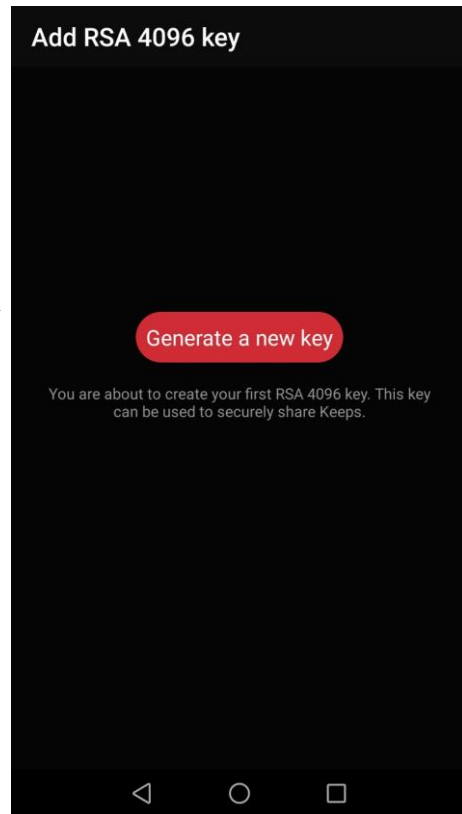 Add RSA 4096 key
Generate a new key
You are about to create your first RSA 4096 key. This key
can be used to securely share Keeps.